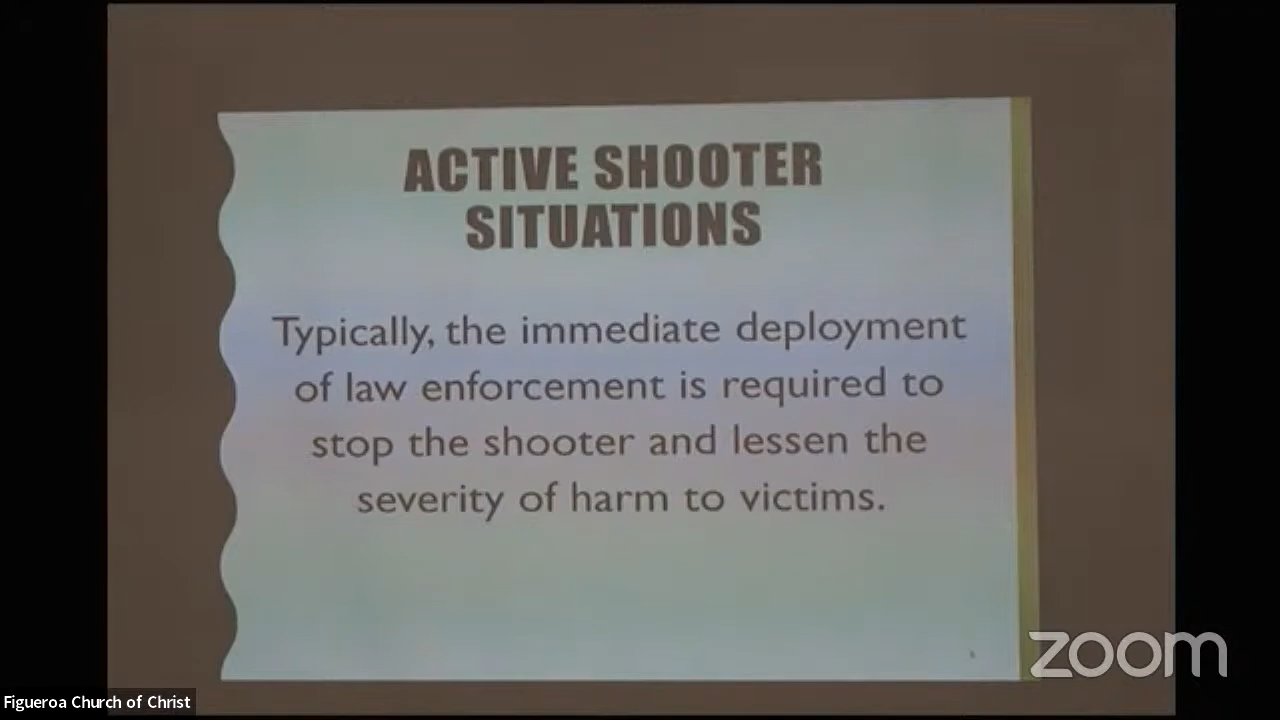 ACTIVE SHOOTER
SITUATIONS
Typically, the immediate deployment
of law enforcement is required to
stop the shooter and lessen the
severity of harm to victims.
zoom
Figueroa Church of Christ